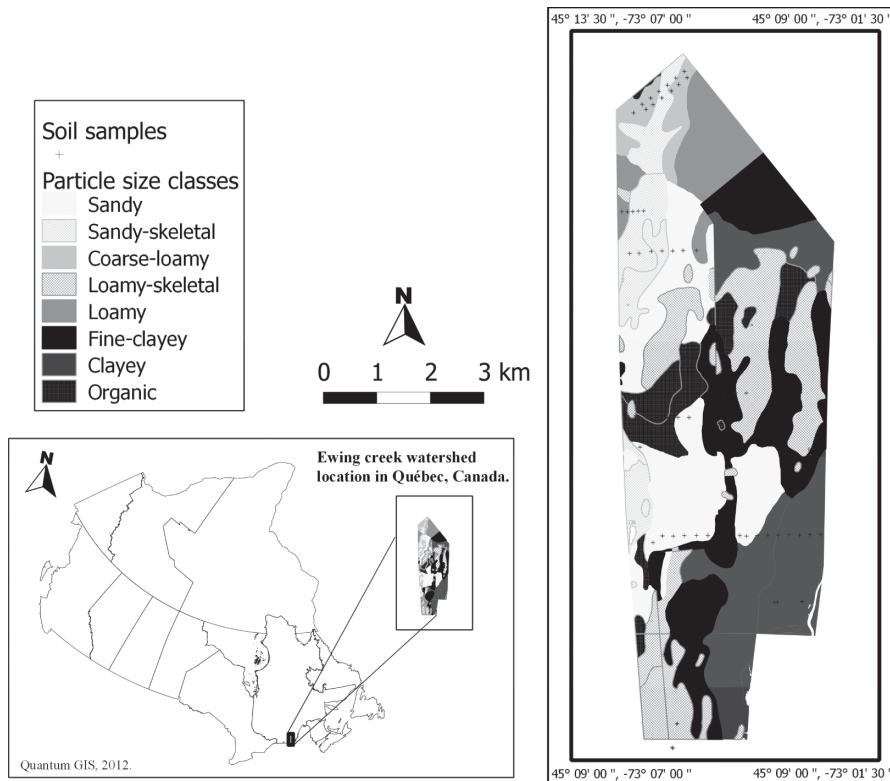 45° 13' 30 '', -73° 07' 00 '' 45° 09' 00 '', -73° 01' 30 ''
Soil samples
Particle size classes
Sandy
Sandy-skeletal
Coarse-loamy
Loamy-skeletal
Loamy
Fine-clayey
Clayey
Organic
N
0 1 2 3 km
N
Ewing creek watershed
location in Québec, Canada.
Quantum GIS, 2012.
45° 09' 00 '', -73° 07' 00 '' 45° 09' 00 '', -73° 01' 30 ''